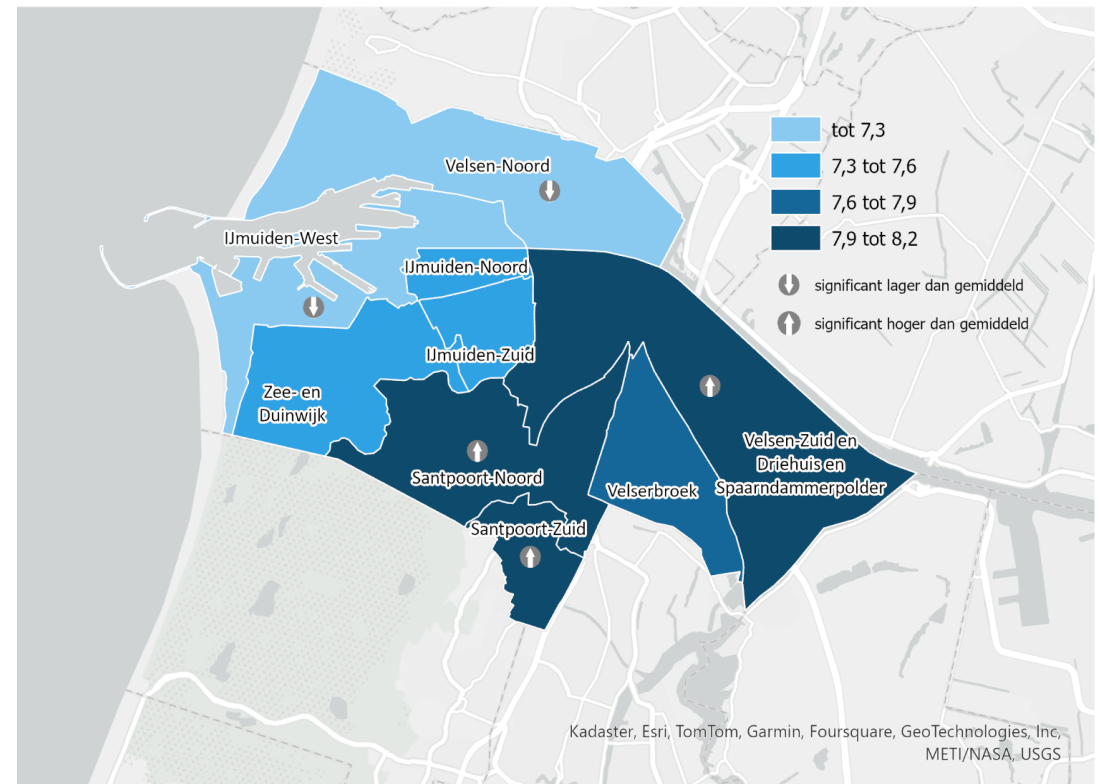 tot 7,3
7,3 tot 7,6
7,6 tot 7,9
7,9 tot 8,2
significant lager dan gemiddeld
significant hoger dan gemiddeld
Velsen-Noord
IJmuiden-West
IJmuiden-Noord
IJmuiden-Zuid
Zee- en
Duinwijk
Velsen-Zuid en
Driehuis en
Spaarndammerpolder
Santpoort-Noord
Velserbroek
Santpoort-Zuid
Kadaster, Esri, TomTom, Garmin, Foursquare, GeoTechnologies, Inc,
METI/NASA, USGS